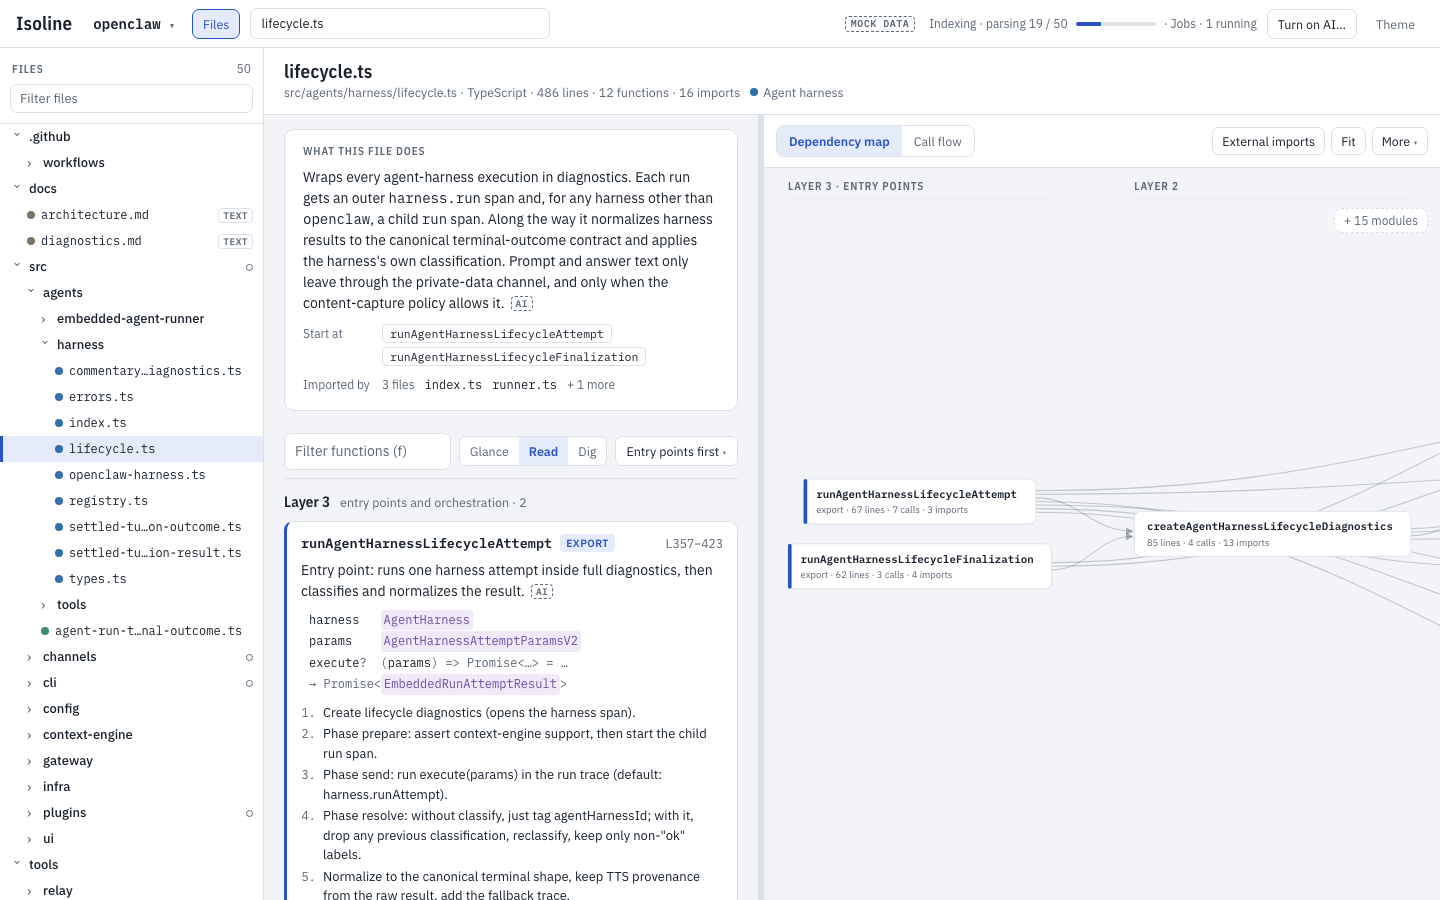 Isoline
openclaw ▾
Files
lifecycle.ts
MOCK DATA
Indexing · parsing 19 / 50
· Jobs · 1 running
Turn on AI…
Theme
FILES
50
Filter files
.github
workflows
docs
architecture.md TEXT
diagnostics.md TEXT
src
agents
embedded-agent-runner
harness
commentary…iagnostics.ts
errors.ts
index.ts
lifecycle.ts
openclaw-harness.ts
registry.ts
settled-tu…on-outcome.ts
settled-tu…ion-result.ts
types.ts
tools
agent-run-t…nal-outcome.ts
channels
cli
config
context-engine
gateway
infra
plugins
ui
tools
relay
lifecycle.ts
src/agents/harness/lifecycle.ts · TypeScript · 486 lines · 12 functions · 16 imports Agent harness
WHAT THIS FILE DOES
Wraps every agent-harness execution in diagnostics. Each run
gets an outer harness.run span and, for any harness other than
openclaw, a child run span. Along the way it normalizes harness
results to the canonical terminal-outcome contract and applies
the harness's own classification. Prompt and answer text only
leave through the private-data channel, and only when the
content-capture policy allows it. AI
Start at runAgentHarnessLifecycleAttempt
runAgentHarnessLifecycleFinalization
Imported by 3 files index.ts runner.ts + 1 more
Filter functions (f)
Glance Read Dig
Entry points first ▾
Layer 3 entry points and orchestration · 2
runAgentHarnessLifecycleAttempt EXPORT L357–423
Entry point: runs one harness attempt inside full diagnostics, then
classifies and normalizes the result. AI
harness AgentHarness
params AgentHarnessAttemptParamsV2
execute? (params) => Promise<…> = …
→ Promise<EmbeddedRunAttemptResult>
1. Create lifecycle diagnostics (opens the harness span).
2. Phase prepare: assert context-engine support, then start the child
run span.
3. Phase send: run execute(params) in the run trace (default:
harness.runAttempt).
4. Phase resolve: without classify, just tag agentHarnessId; with it,
drop any previous classification, reclassify, keep only non-"ok"
labels.
5. Normalize to the canonical terminal shape, keep TTS provenance
from the raw result, add the fallback trace.
Dependency map Call flow
External imports
Fit
More ▾
LAYER 3 · ENTRY POINTS
LAYER 2
+ 15 modules
runAgentHarnessLifecycleAttempt
export · 67 lines · 7 calls · 3 imports
runAgentHarnessLifecycleFinalization
export · 62 lines · 3 calls · 4 imports
createAgentHarnessLifecycleDiagnostics
85 lines · 4 calls · 13 imports